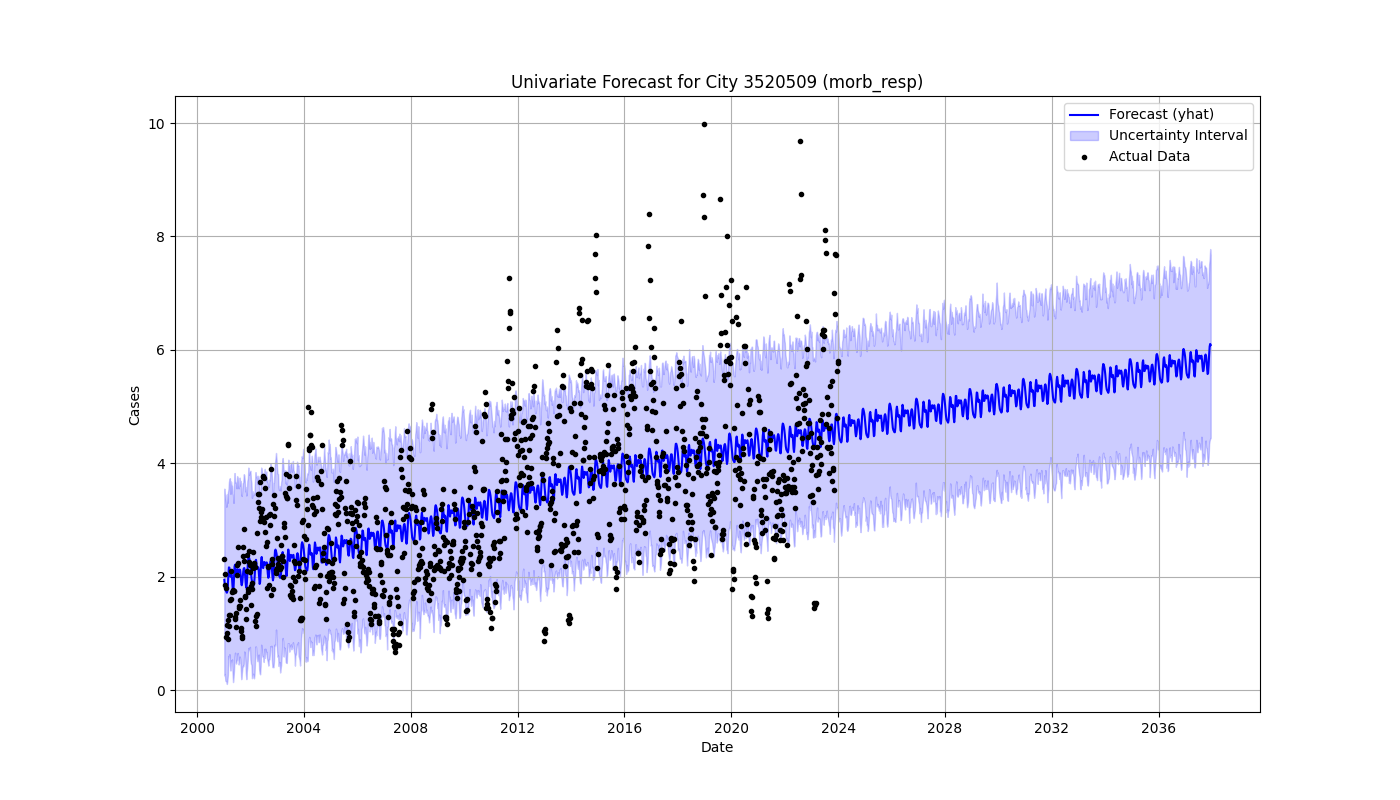 Univariate Forecast for City 3520509 (morb_resp)
Forecast (yhat)
Uncertainty Interval
Actual Data
Cases
10
8
6
4
2
0
2000 2004 2008 2012 2016 2020 2024 2028 2032 2036
Date